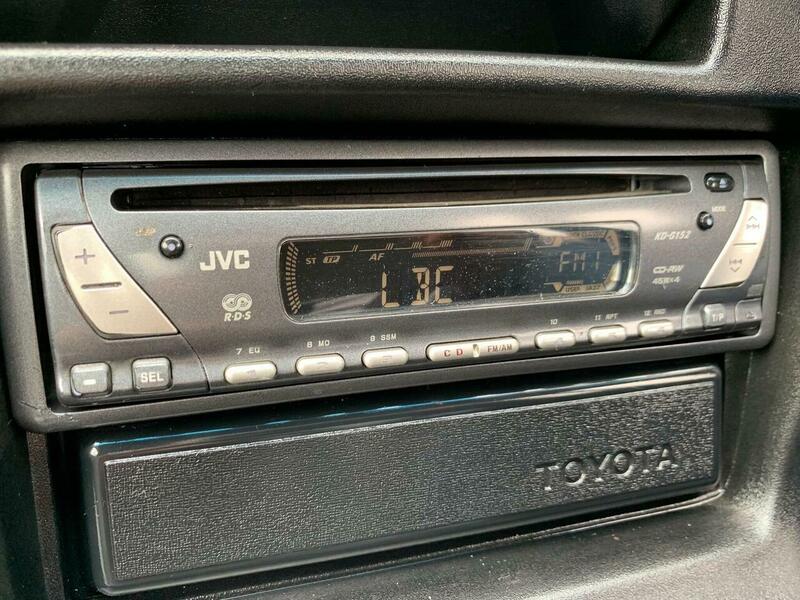 MODE
JVC
KD-G152
ST TP AF
FM1
LBC
CD-RW
45W×4
R·D·S
7 EQ
8 MO
9 SSM
CD FM/AM
10
11 RPT
12 RND
T/P
SEL
TOYOTA